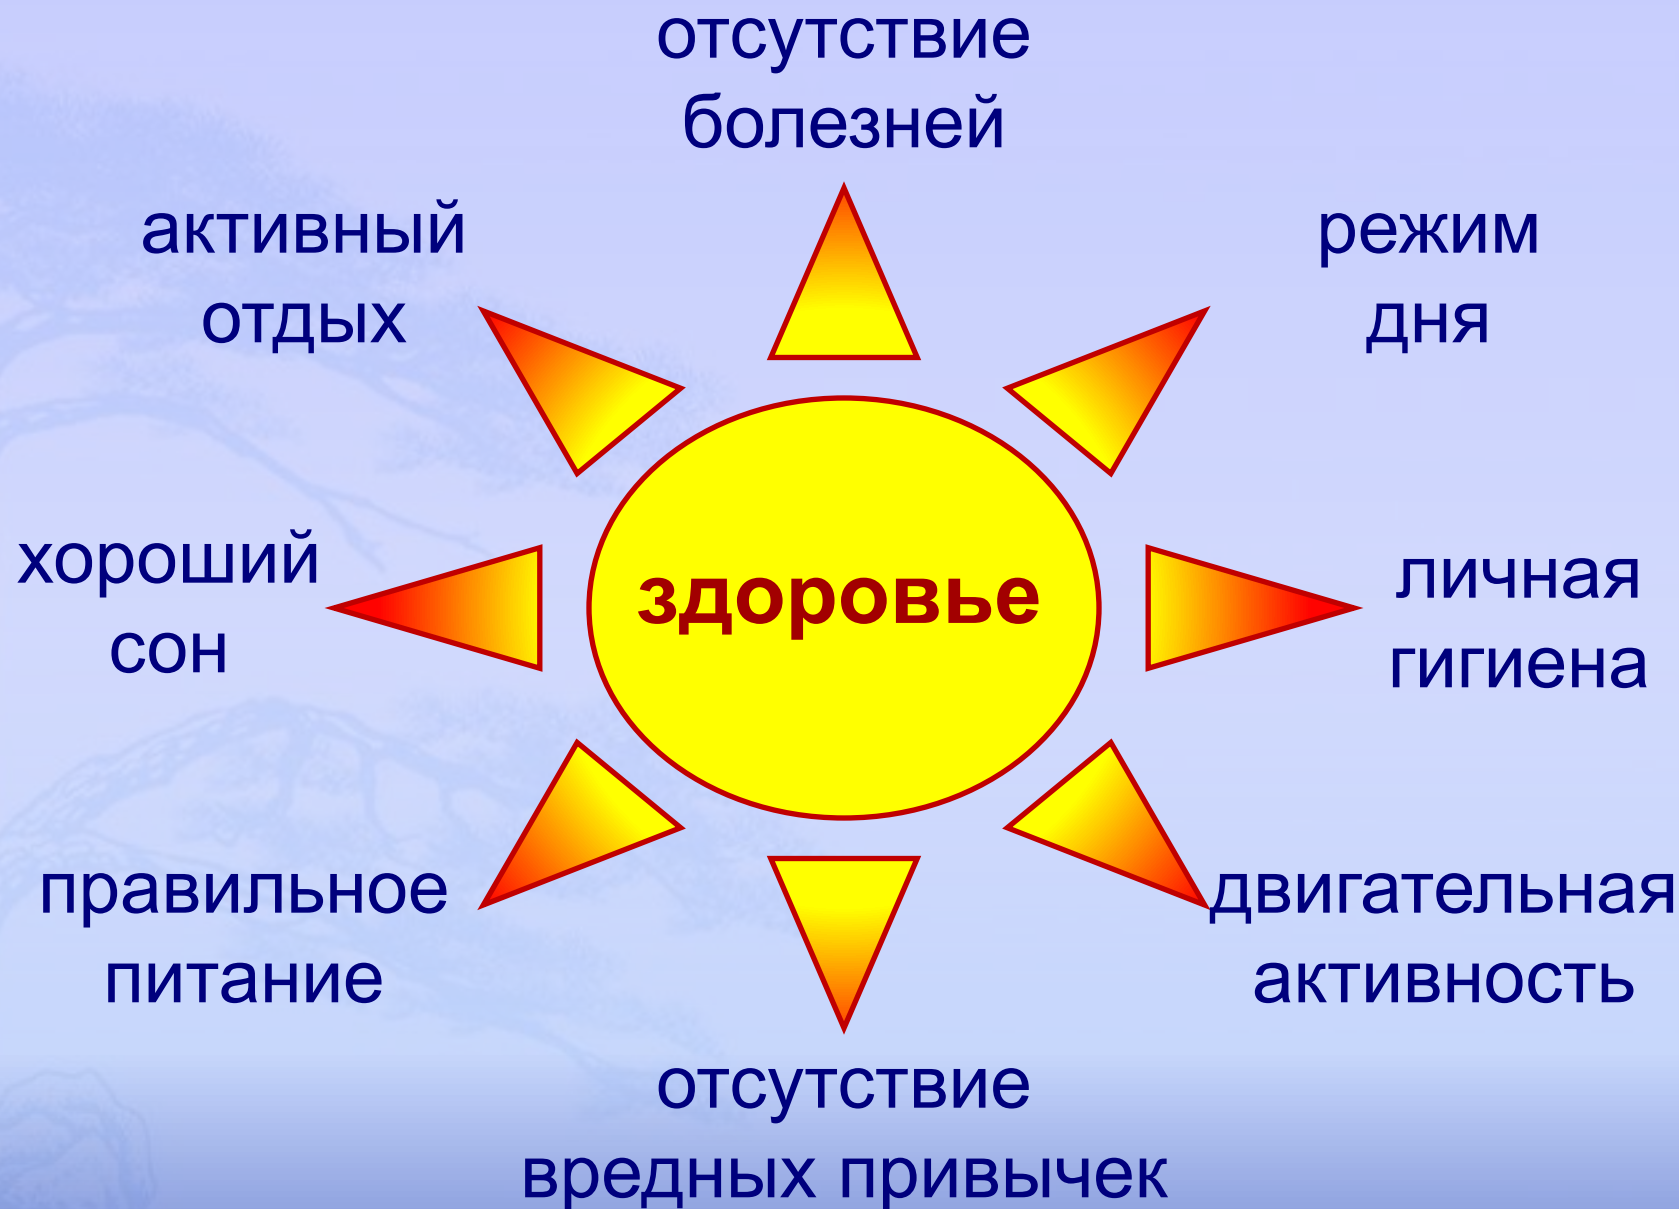 отсутствие
болезней
активный
отдых
режим
дня
хороший
сон
здоровье
личная
гигиена
правильное
питание
двигательная
активность
отсутствие
вредных привычек